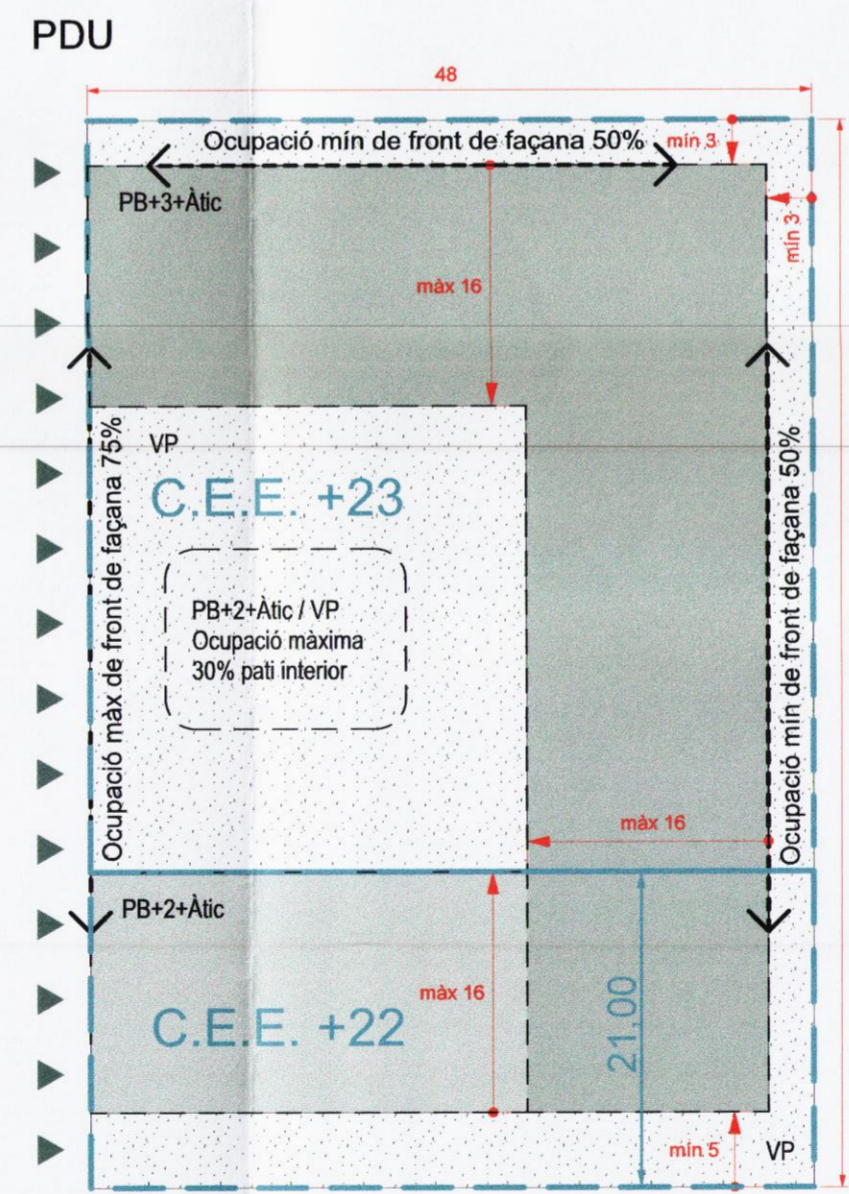 PDU
48
Ocupació mín de front de façana 50%
mín 3
PB+3+Àtic
mín 3
màx 16
Ocupació màx de front de façana 75%
VP
C.E.E. +23
PB+2+Àtic / VP
Ocupació màxima
30% pati interior
Ocupació mín de front de façana 50%
màx 16
PB+2+Àtic
màx 16
21,00
C.E.E. +22
mín 5
VP